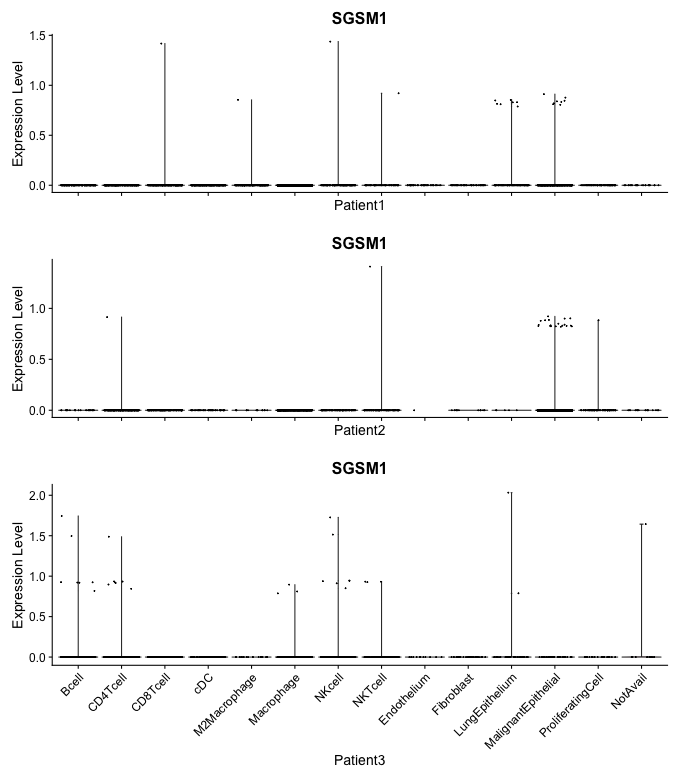 SGSM1
Expression Level
1.5
1.0
0.5
0.0
Patient1
SGSM1
Expression Level
1.0
0.5
0.0
Patient2
SGSM1
Expression Level
2.0
1.5
1.0
0.5
0.0
Bcell
CD4Tcell
CD8Tcell
cDC
M2Macrophage
Macrophage
NKcell
NKTcell
Endothelium
Fibroblast
LungEpithelium
MalignantEpithelial
ProliferatingCell
NotAvail
Patient3